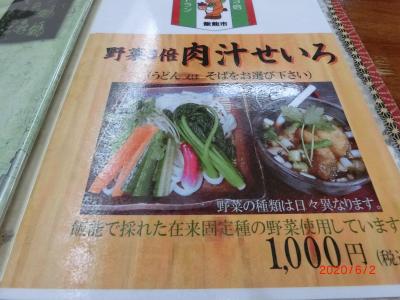 飯能市
野菜3倍肉汁せいろ
(うどん又はそばをお選び下さい)
野菜の種類は日々異なります。
飯能で採れた在来固定種の野菜使用しています
1,000円(税込
2020/6/2